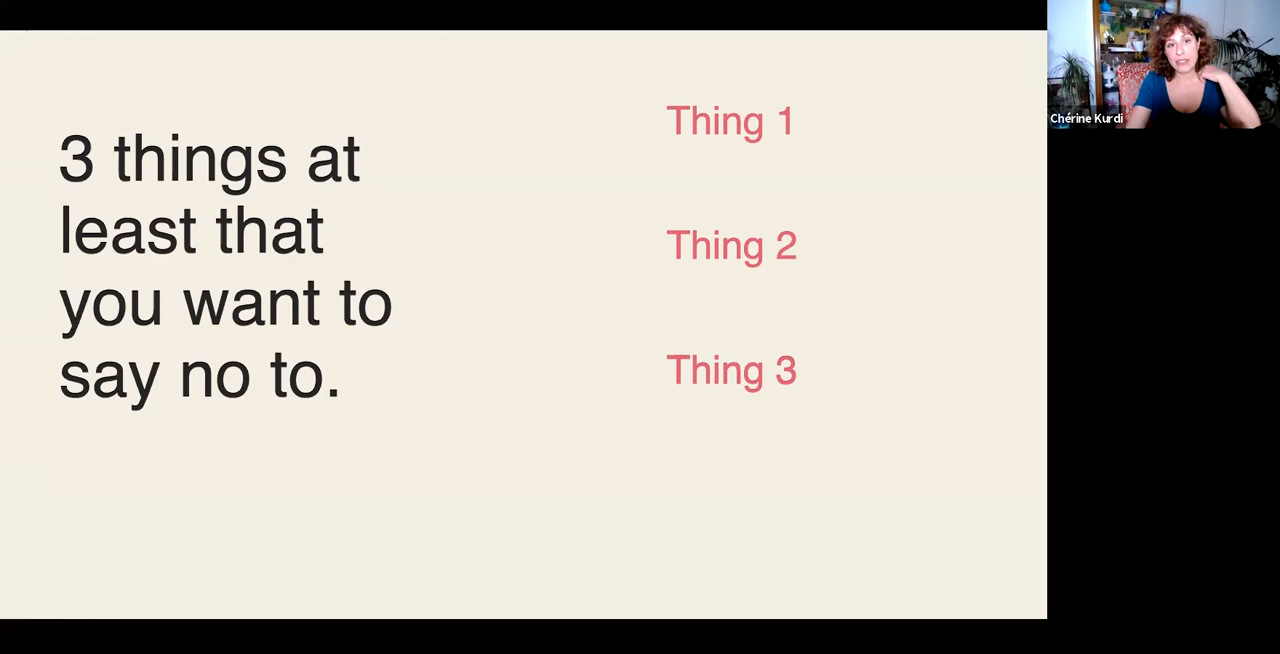 3 things at
least that
you want to
say no to.
Thing 1
Thing 2
Thing 3
Chérine Kurdi